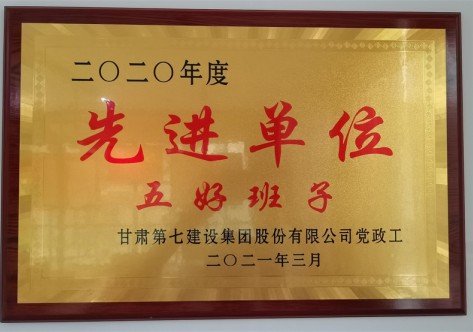 二〇二〇年度
先进单位
五好班子
甘肃第七建设集团股份有限公司党政工
二〇二一年三月